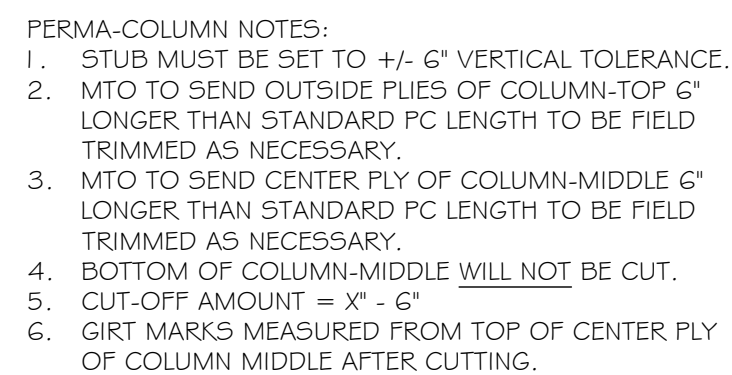 PERMA-COLUMN NOTES:
1. STUB MUST BE SET TO +/- 6" VERTICAL TOLERANCE.
2. MTO TO SEND OUTSIDE PLIES OF COLUMN-TOP 6"
LONGER THAN STANDARD PC LENGTH TO BE FIELD
TRIMMED AS NECESSARY.
3. MTO TO SEND CENTER PLY OF COLUMN-MIDDLE 6"
LONGER THAN STANDARD PC LENGTH TO BE FIELD
TRIMMED AS NECESSARY.
4. BOTTOM OF COLUMN-MIDDLE WILL NOT BE CUT.
5. CUT-OFF AMOUNT = X" - 6"
6. GIRT MARKS MEASURED FROM TOP OF CENTER PLY
OF COLUMN MIDDLE AFTER CUTTING.